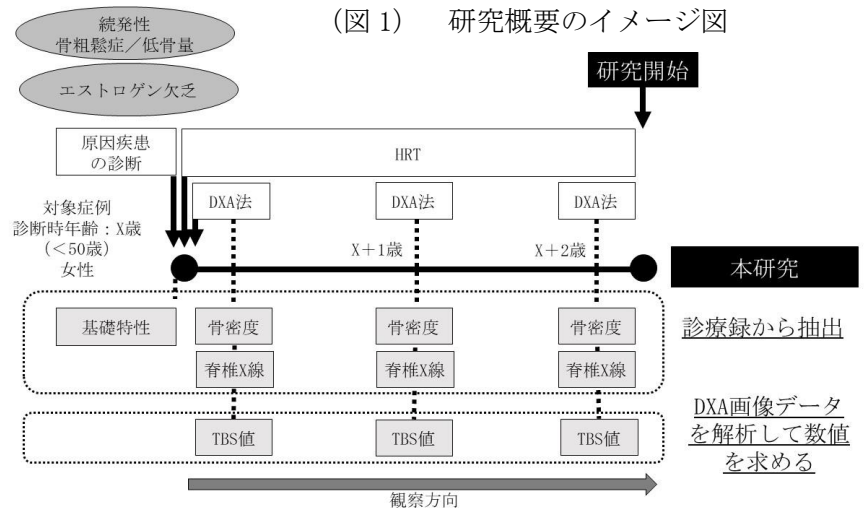 (図1) 研究概要のイメージ図
続発性
骨粗鬆症／低骨量
エストロゲン欠乏
研究開始
原因疾患
の診断
HRT
対象症例
診断時年齢：X歳
（<50歳）
女性
DXA法
DXA法
DXA法
X＋1歳
X＋2歳
本研究
基礎特性
骨密度
骨密度
骨密度
診療録から抽出
脊椎X線
脊椎X線
脊椎X線
TBS値
TBS値
TBS値
DXA画像データ
を解析して数値
を求める
観察方向